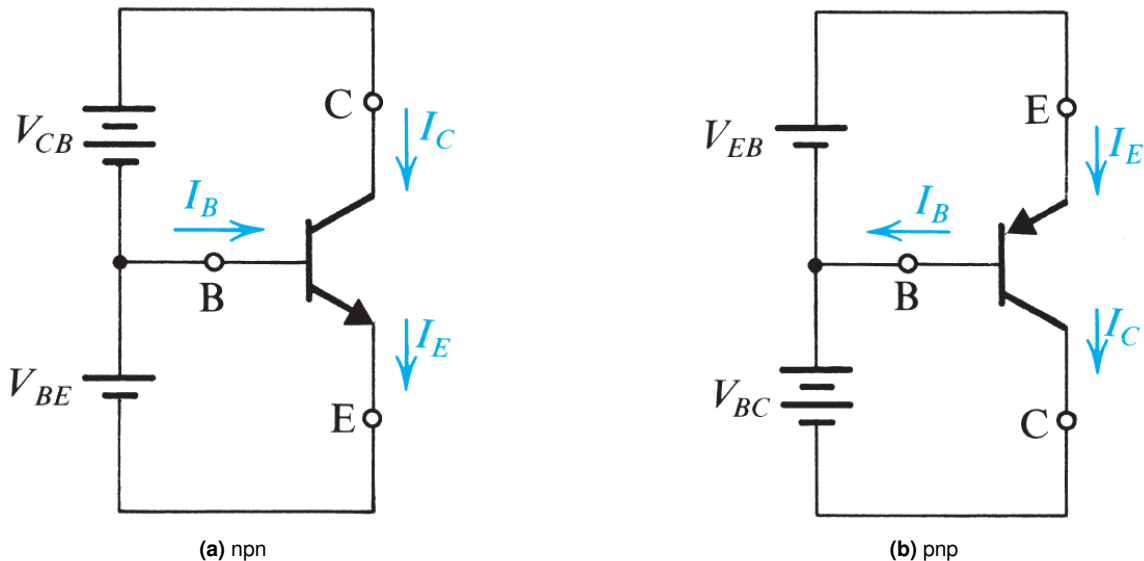 C
V_CB
I_C
I_B
B
I_E
V_BE
E
(a) npn
E
V_EB
I_E
I_B
B
I_C
V_BC
C
(b) pnp